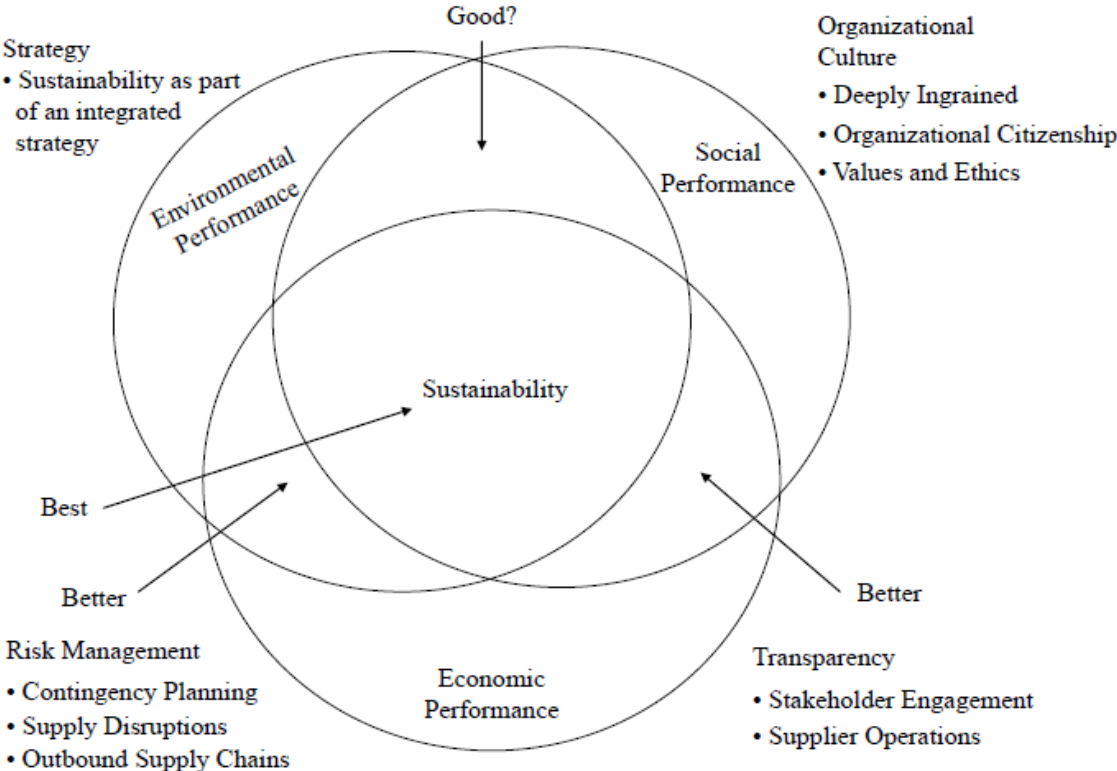 Good?
Strategy
• Sustainability as part
of an integrated
strategy
Organizational
Culture
• Deeply Ingrained
• Organizational Citizenship
• Values and Ethics
Environmental
Performance
Social
Performance
Sustainability
Best
Better
Better
Risk Management
• Contingency Planning
• Supply Disruptions
• Outbound Supply Chains
Economic
Performance
Transparency
• Stakeholder Engagement
• Supplier Operations